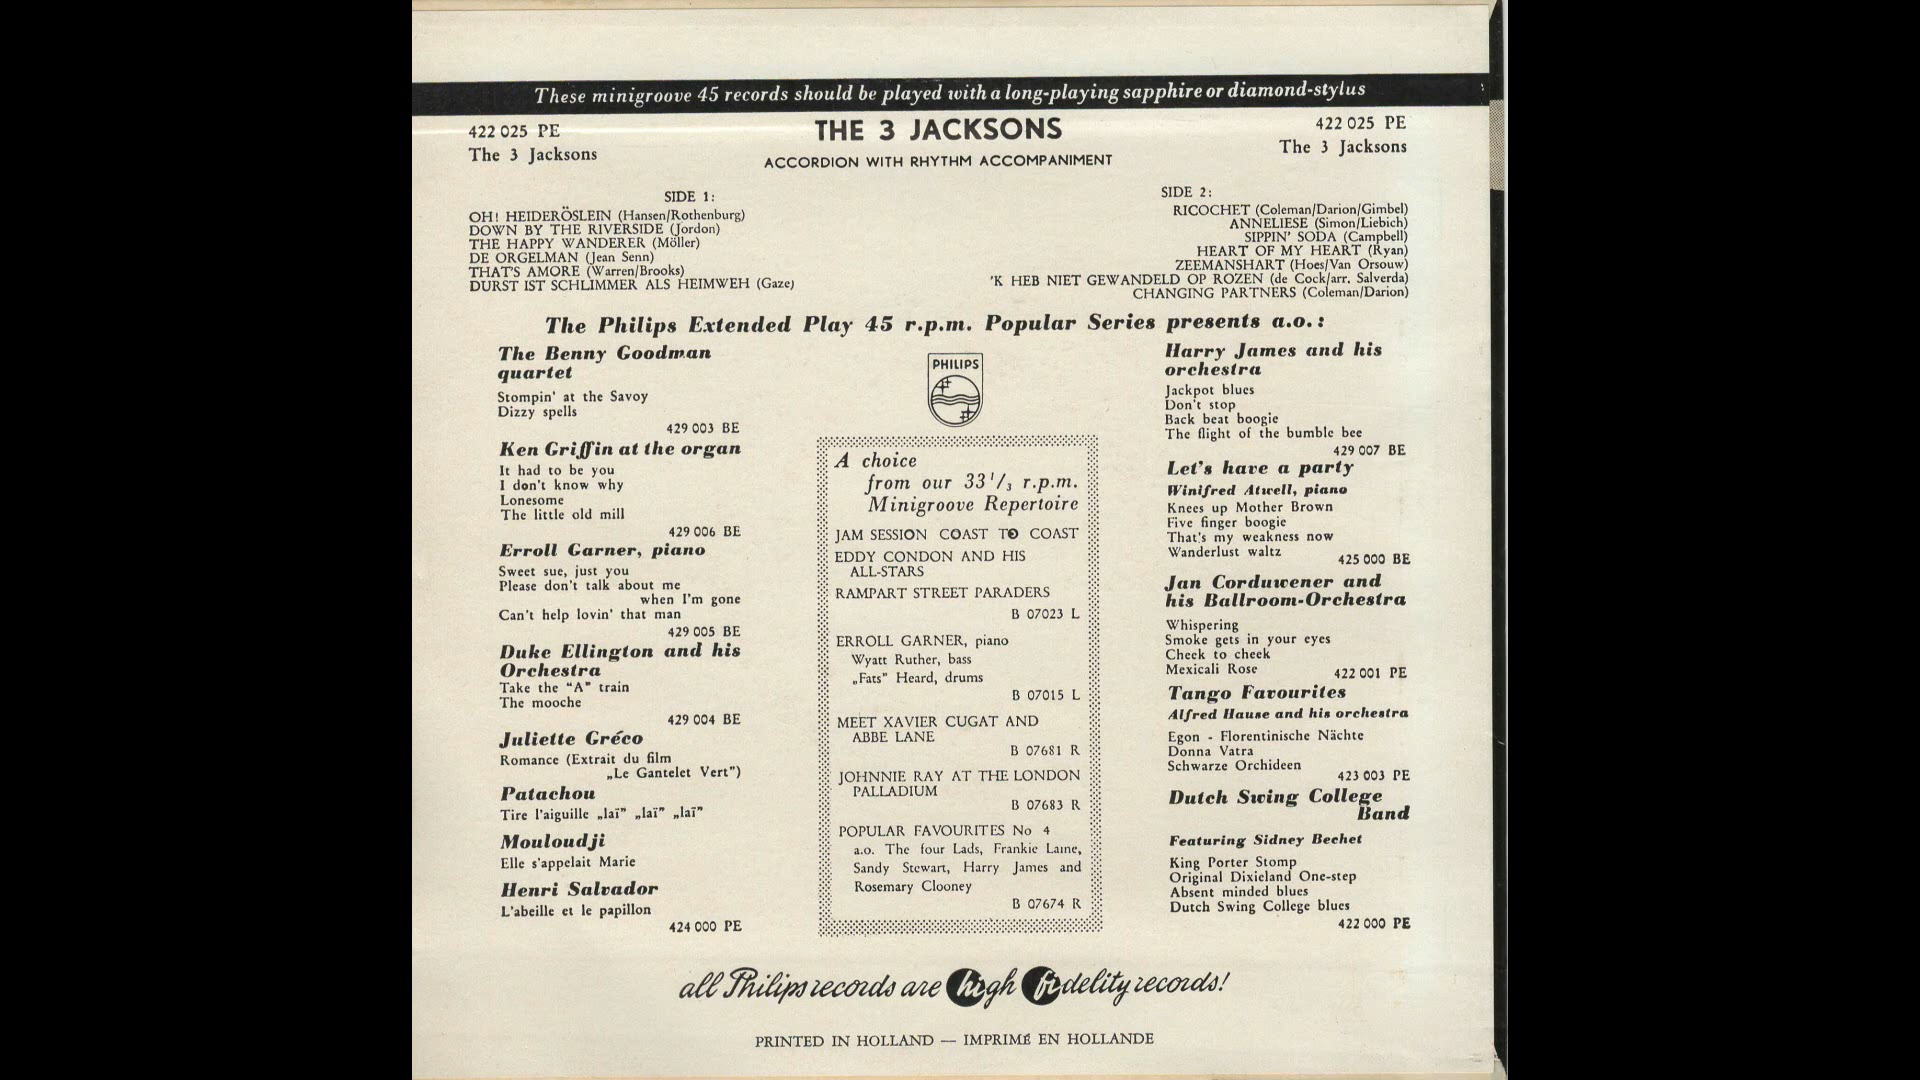 These minigroove 45 records should be played with a long-playing sapphire or diamond-stylus
422 025 PE
The 3 Jacksons
THE 3 JACKSONS
ACCORDION WITH RHYTHM ACCOMPANIMENT
422 025 PE
The 3 Jacksons
SIDE 1:
OH! HEIDERÖSLEIN (Hansen/Rothenburg)
DOWN BY THE RIVERSIDE (Jordon)
THE HAPPY WANDERER (Möller)
DE ORGELMAN (Jean Senn)
THAT'S AMORE (Warren/Brooks)
DURST IST SCHLIMMER ALS HEIMWEH (Gaze)
SIDE 2:
RICOCHET (Coleman/Darion/Gimbel)
ANNELIESE (Simon/Liebich)
SIPPIN' SODA (Campbell)
HEART OF MY HEART (Ryan)
ZEEMANSHART (Hoes/Van Orsouw)
'K HEB NIET GEWANDELD OP ROZEN (de Cock/arr. Salverda)
CHANGING PARTNERS (Coleman/Darion)
The Philips Extended Play 45 r.p.m. Popular Series presents a.o.:
The Benny Goodman
quartet
Stompin' at the Savoy
Dizzy spells
429 003 BE
Ken Griffin at the organ
It had to be you
I don't know why
Lonesome
The little old mill
429 006 BE
Erroll Garner, piano
Sweet sue, just you
Please don't talk about me
when I'm gone
Can't help lovin' that man
429 005 BE
Duke Ellington and his
Orchestra
Take the “A” train
The mooche
429 004 BE
Juliette Gréco
Romance (Extrait du film
„Le Gantelet Vert”)
Patachou
Tire l'aiguille „laï” „laï” „laï”
Mouloudji
Elle s'appelait Marie
Henri Salvador
L'abeille et le papillon
424 000 PE
PHILIPS
A choice
from our 33 1/3 r.p.m.
Minigroove Repertoire
JAM SESSION COAST TO COAST
EDDY CONDON AND HIS
ALL-STARS
RAMPART STREET PARADERS
B 07023 L
ERROLL GARNER, piano
Wyatt Ruther, bass
„Fats” Heard, drums
B 07015 L
MEET XAVIER CUGAT AND
ABBE LANE
B 07681 R
JOHNNIE RAY AT THE LONDON
PALLADIUM
B 07683 R
POPULAR FAVOURITES No 4
a.o. The four Lads, Frankie Laine,
Sandy Stewart, Harry James and
Rosemary Clooney
B 07674 R
Harry James and his
orchestra
Jackpot blues
Don't stop
Back beat boogie
The flight of the bumble bee
429 007 BE
Let's have a party
Winifred Atwell, piano
Knees up Mother Brown
Five finger boogie
That's my weakness now
Wanderlust waltz
425 000 BE
Jan Corduwener and
his Ballroom-Orchestra
Whispering
Smoke gets in your eyes
Cheek to cheek
Mexicali Rose
422 001 PE
Tango Favourites
Alfred Hause and his orchestra
Egon - Florentinische Nächte
Donna Vatra
Schwarze Orchideen
423 003 PE
Dutch Swing College
Band
Featuring Sidney Bechet
King Porter Stomp
Original Dixieland One-step
Absent minded blues
Dutch Swing College blues
422 000 PE
all Philips records are high fidelity records!
PRINTED IN HOLLAND — IMPRIMÉ EN HOLLANDE